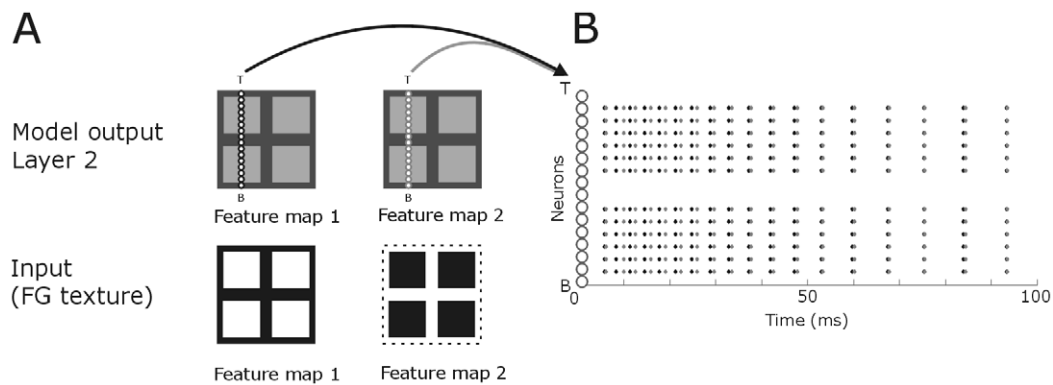 A
B
T
T
T
Model output
Layer 2
Neurons
B
B
Feature map 1
Feature map 2
Input
(FG texture)
B
0
50
100
Time (ms)
Feature map 1
Feature map 2